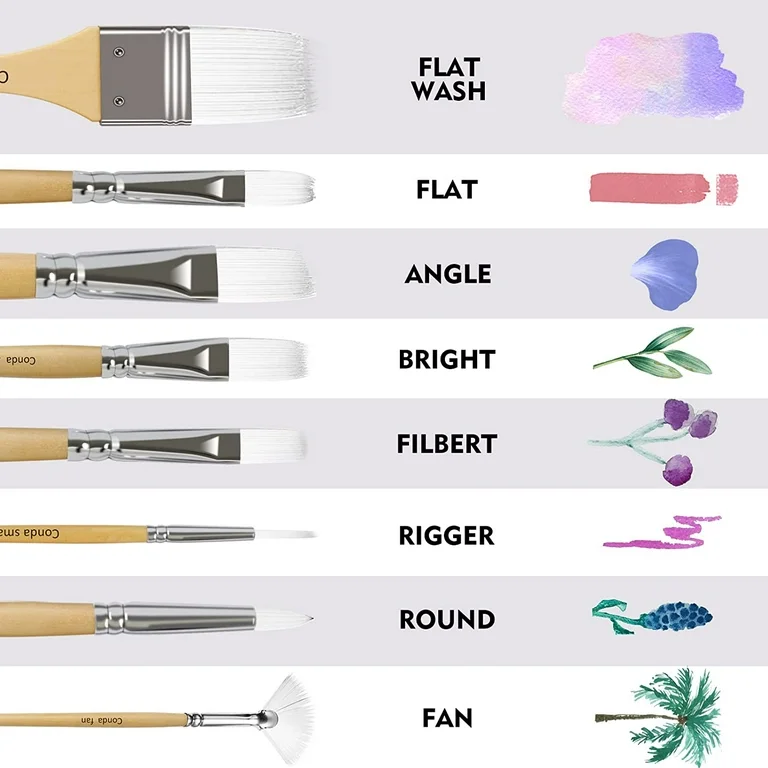 FLAT
WASH
FLAT
ANGLE
BRIGHT
Conda
FILBERT
RIGGER
Conda sma
ROUND
FAN
Conda fan